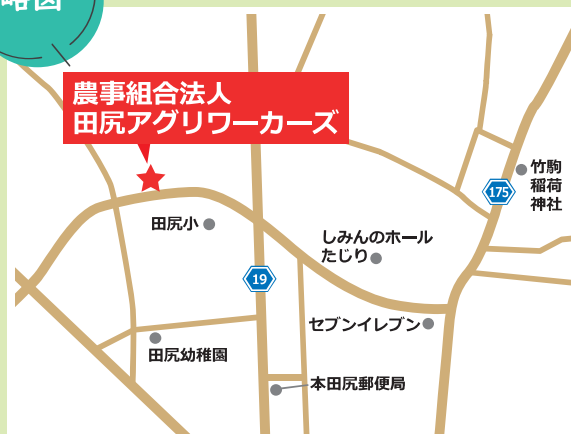 略図
農事組合法人
田尻アグリワーカーズ
竹駒
稲荷
神社
175
田尻小
しみんのホール
たじり
19
セブンイレブン
田尻幼稚園
本田尻郵便局